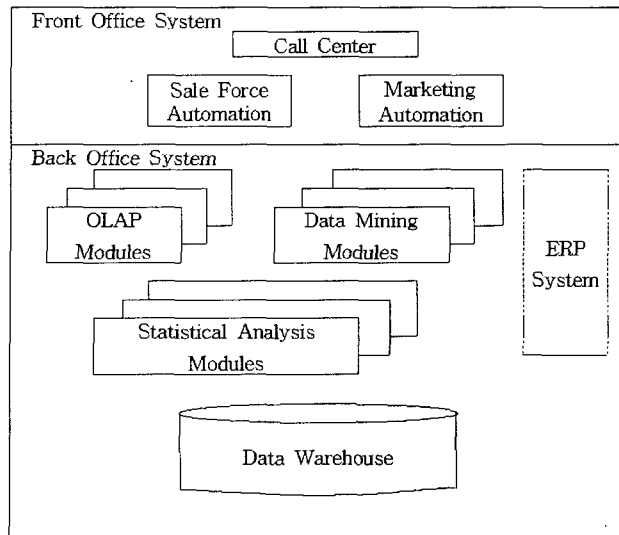 Front Office System
Call Center
Sale Force
Automation
Marketing
Automation
Back Office System
OLAP
Modules
Data Mining
Modules
ERP
System
Statistical Analysis
Modules
Data Warehouse